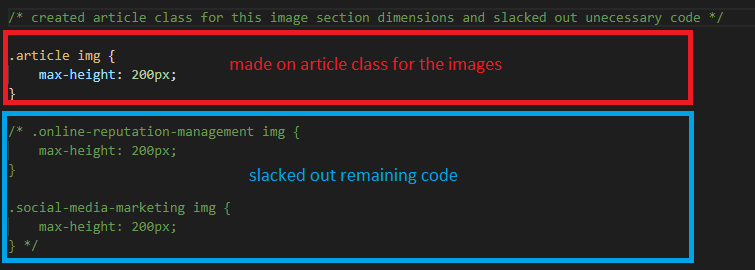 /* created article class for this image section dimensions and slacked out unecessary code */
.article img {
max-height: 200px;
}
made on article class for the images
/* .online-reputation-management img {
max-height: 200px;
}
slacked out remaining code
.social-media-marketing img {
max-height: 200px;
} */